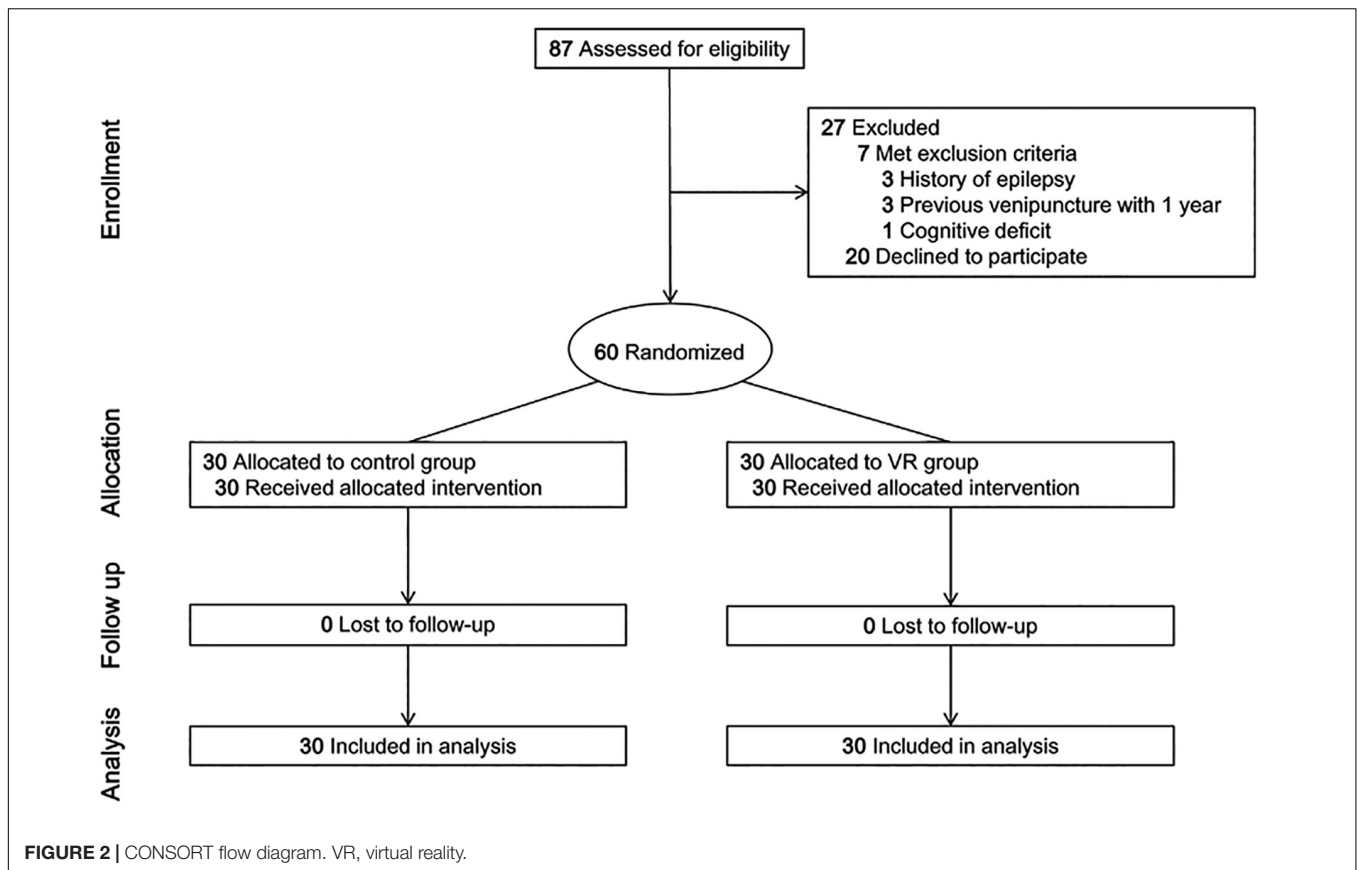 87 Assessed for eligibility
Enrollment
27 Excluded
7 Met exclusion criteria
3 History of epilepsy
3 Previous venipuncture with 1 year
1 Cognitive deficit
20 Declined to participate
60 Randomized
Allocation
30 Allocated to control group
30 Received allocated intervention
30 Allocated to VR group
30 Received allocated intervention
Follow up
0 Lost to follow-up
0 Lost to follow-up
Analysis
30 Included in analysis
30 Included in analysis
FIGURE 2 | CONSORT flow diagram. VR, virtual reality.